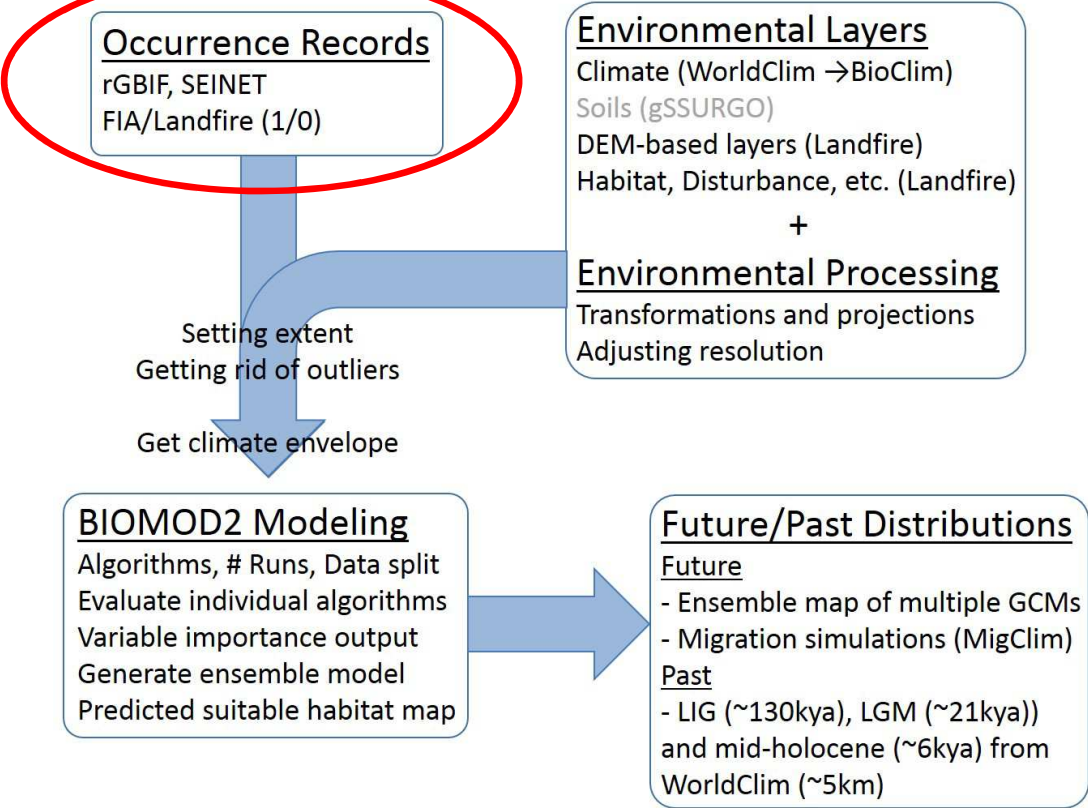 Occurrence Records
rGBIF, SEINET
FIA/Landfire (1/0)
Environmental Layers
Climate (WorldClim →BioClim)
Soils (gSSURGO)
DEM-based layers (Landfire)
Habitat, Disturbance, etc. (Landfire)
+
Environmental Processing
Transformations and projections
Adjusting resolution
Setting extent
Getting rid of outliers
Get climate envelope
BIOMOD2 Modeling
Algorithms, # Runs, Data split
Evaluate individual algorithms
Variable importance output
Generate ensemble model
Predicted suitable habitat map
Future/Past Distributions
Future
- Ensemble map of multiple GCMs
- Migration simulations (MigClim)
Past
- LIG (~130kya), LGM (~21kya))
and mid-holocene (~6kya) from
WorldClim (~5km)